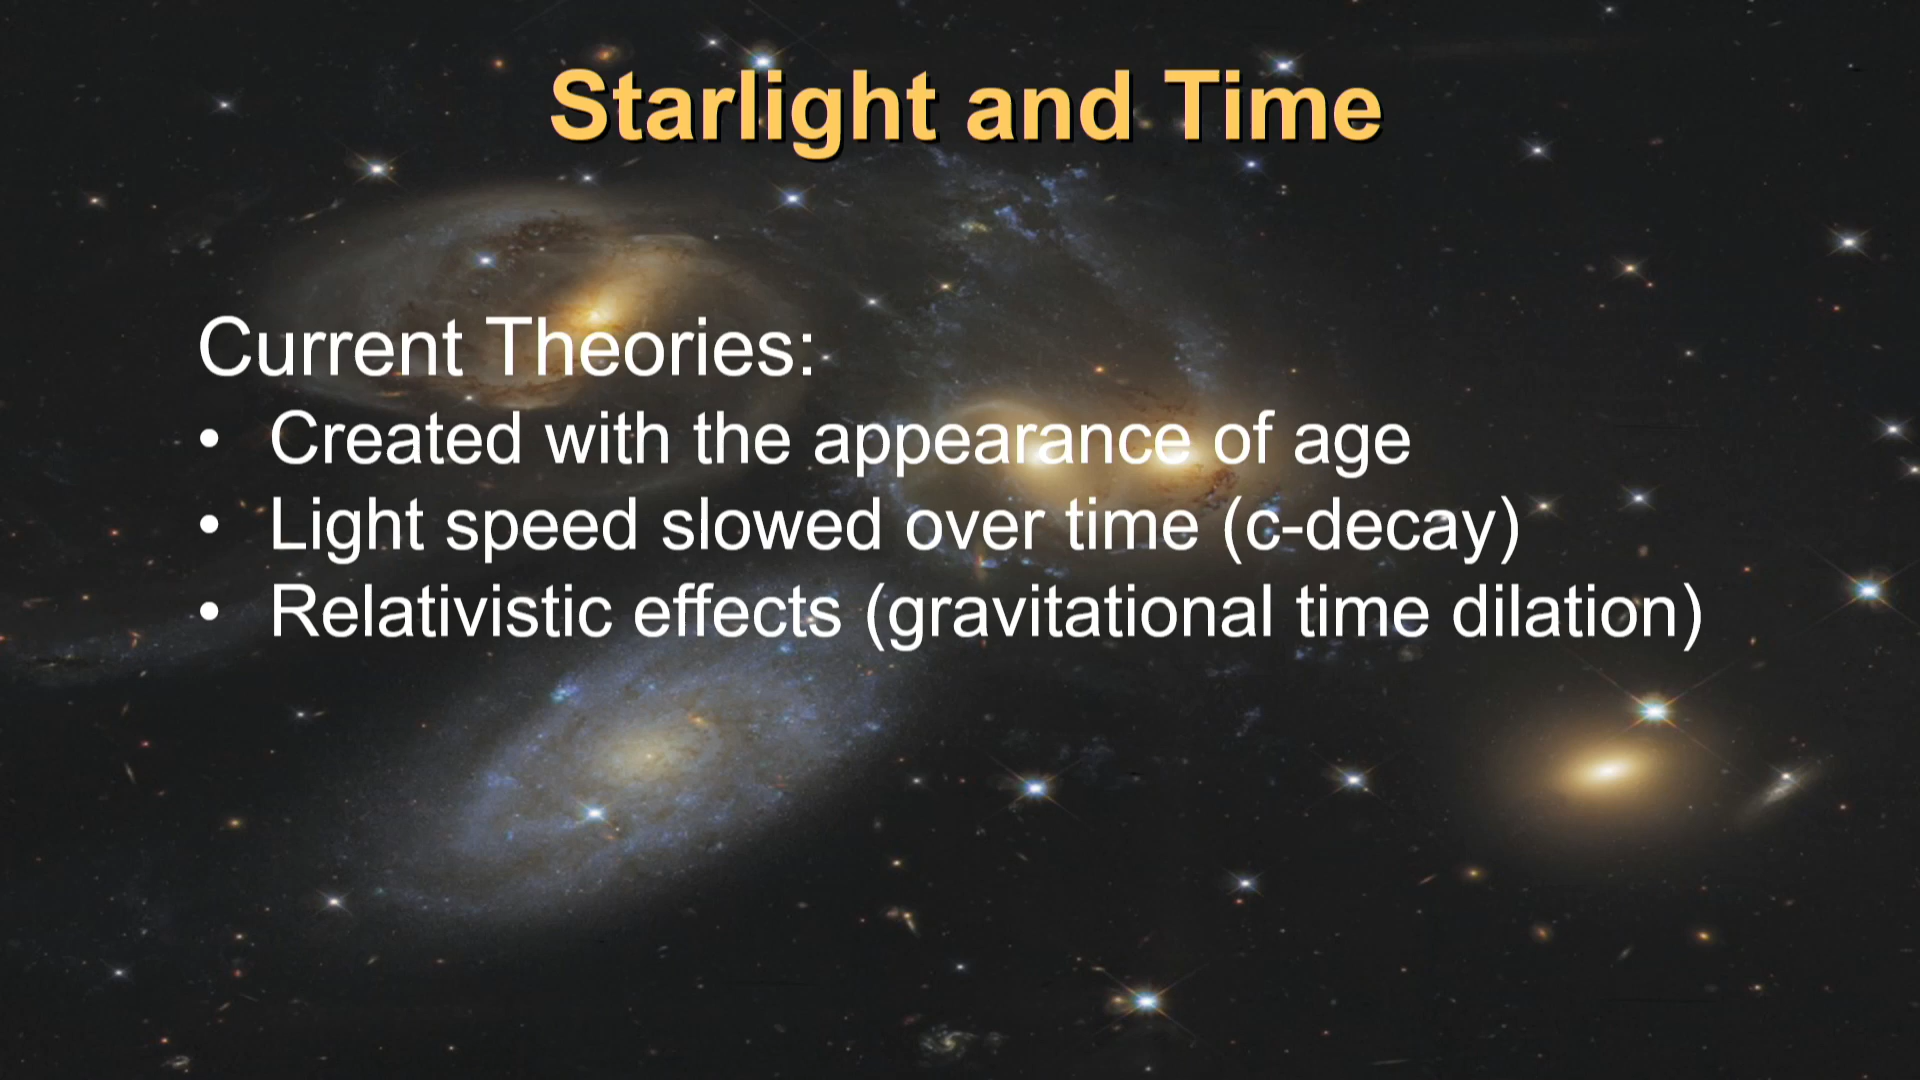 Starlight and Time
Current Theories:
• Created with the appearance of age
• Light speed slowed over time (c-decay)
• Relativistic effects (gravitational time dilation)